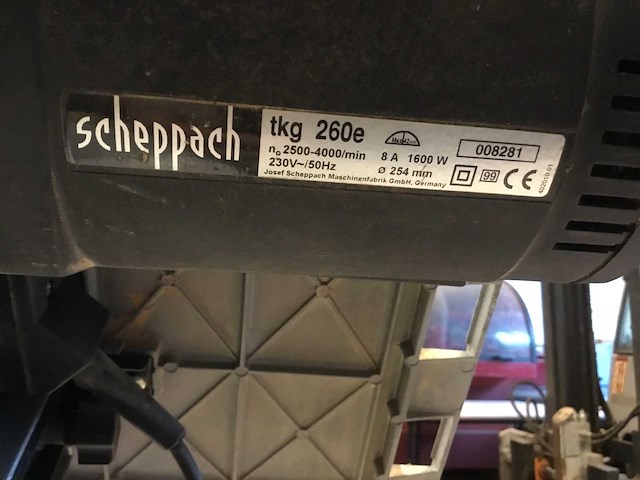 scheppach
tkg 260e
n₀ 2500-4000/min 8 A 1600 W
230V~/50Hz ø 254 mm
Josef Scheppach Maschinenfabrik GmbH, Germany
008281
99 CE